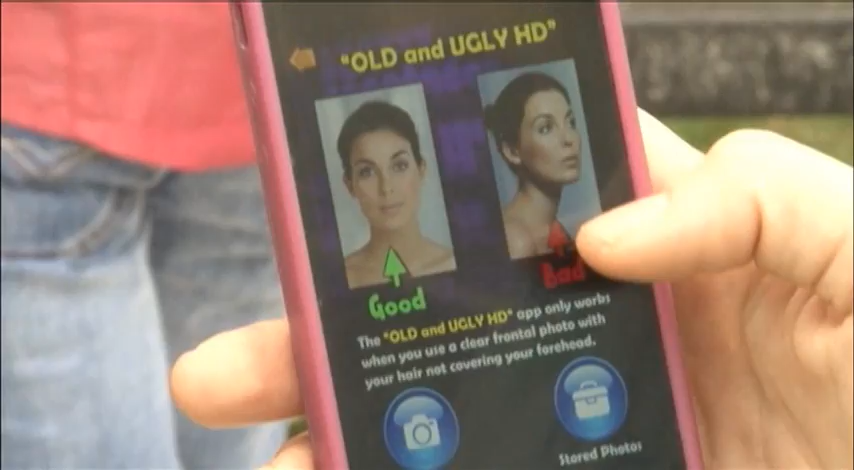 "OLD and UGLY HD"
Good
Bad
The "OLD and UGLY HD" app only works
when you use a clear frontal photo with
your hair not covering your forehead.
Stored Photos